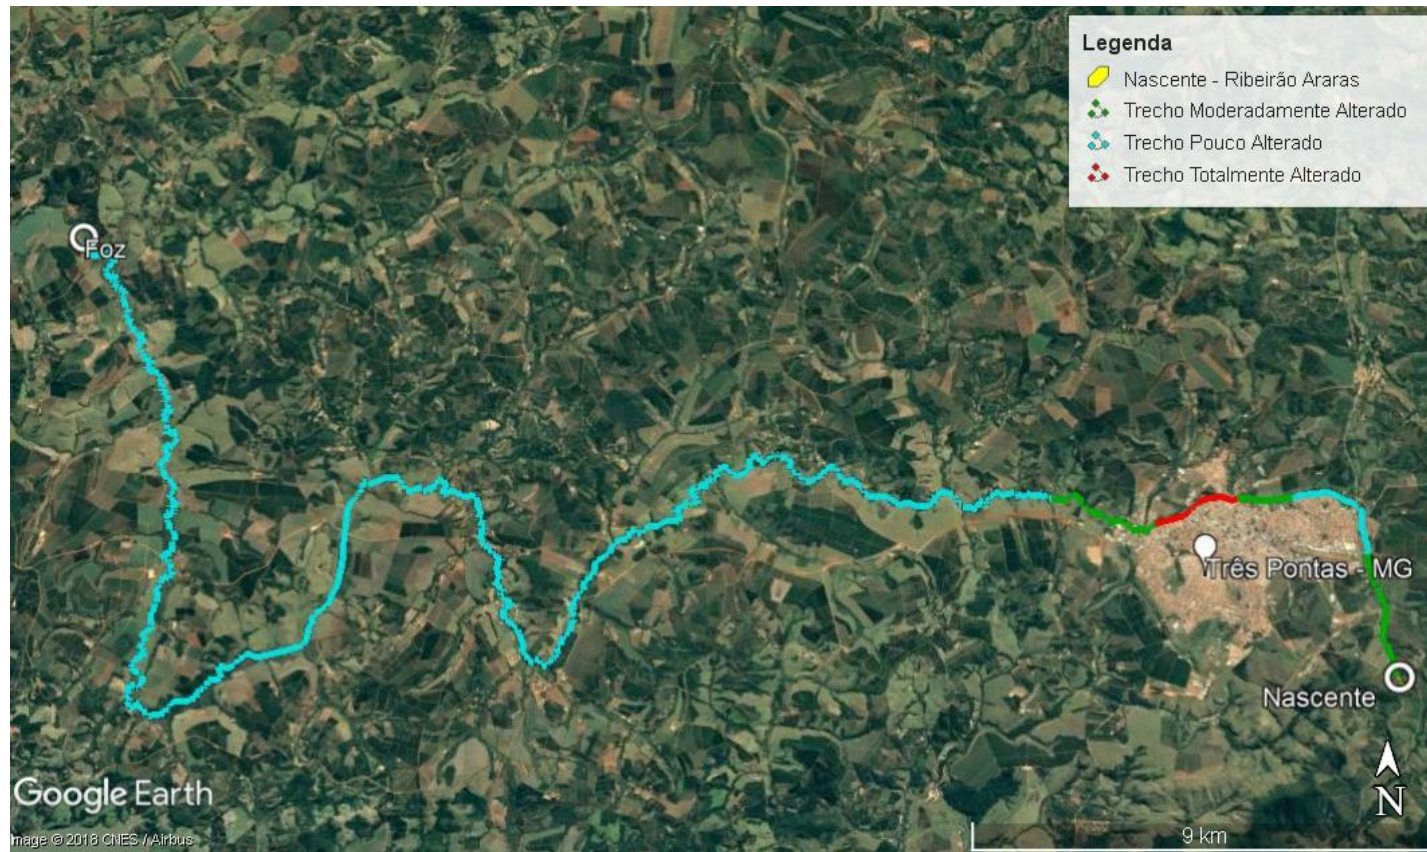 Legenda
Nascente - Ribeirão Araras
Trecho Moderadamente Alterado
Trecho Pouco Alterado
Trecho Totalmente Alterado
Foz
Três Pontas - MG
Nascente
Google Earth
N
mage © 2018 CNES / Airbus
9 km